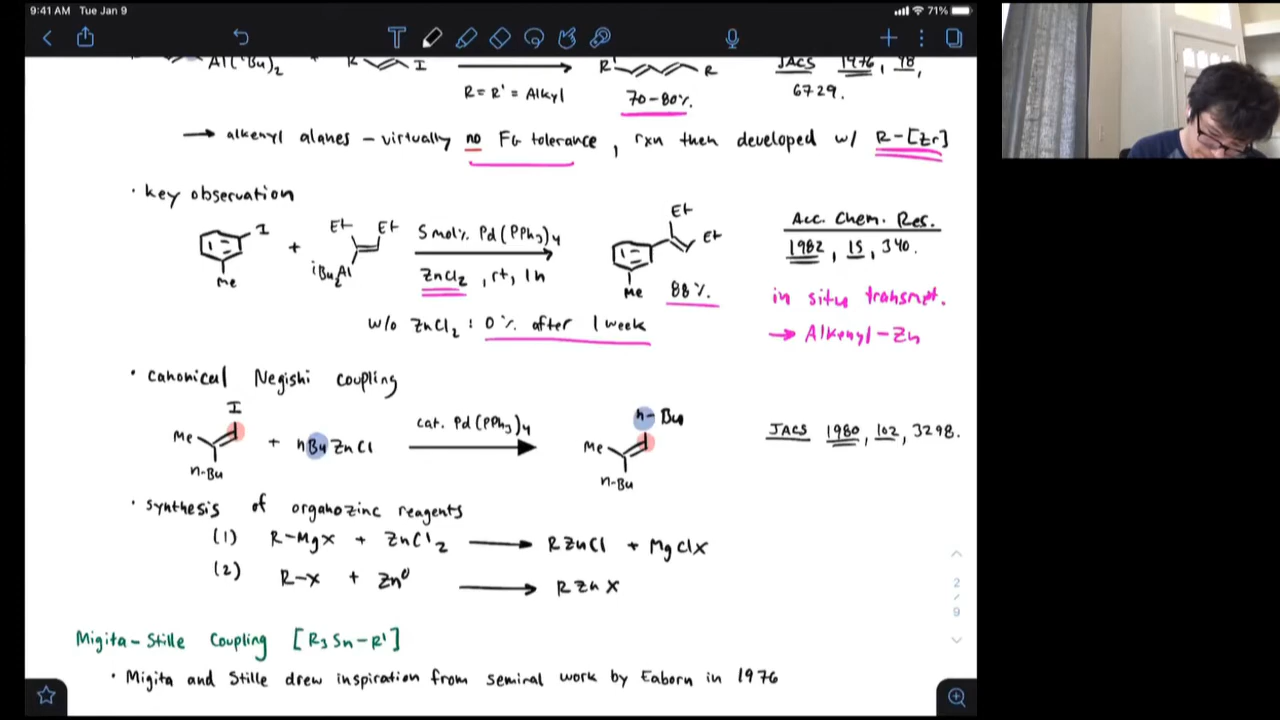 9:41 AM Tue Jan 9 71%
Al(iBu)2 + R I R' R JACS 1976, 98,
R=R'=Alkyl 70-80% 6729.
→ alkenyl alanes - virtually no FG tolerance, rxn then developed w/ R-[Zr]
· key observation
I + Et Et 5 mol% Pd(PPh3)4 Et Et Acc. Chem. Res.
Me iBu2Al ZnCl2, rt, 1h Me 88% 1982, 15, 340.
in situ transmet.
w/o ZnCl2: 0% after 1 week → Alkenyl-Zn
· canonical Negishi coupling
I
Me + nBuZnCl cat. Pd(PPh3)4 Me n-Bu JACS 1980, 102, 3298.
n-Bu n-Bu
· synthesis of organozinc reagents
(1) R-MgX + ZnCl2 → RZnCl + MgClX
(2) R-X + Zn0 → RZnX
2
/
9
Migita-Stille Coupling [R3Sn-R']
· Migita and Stille drew inspiration from seminal work by Eaborn in 1976